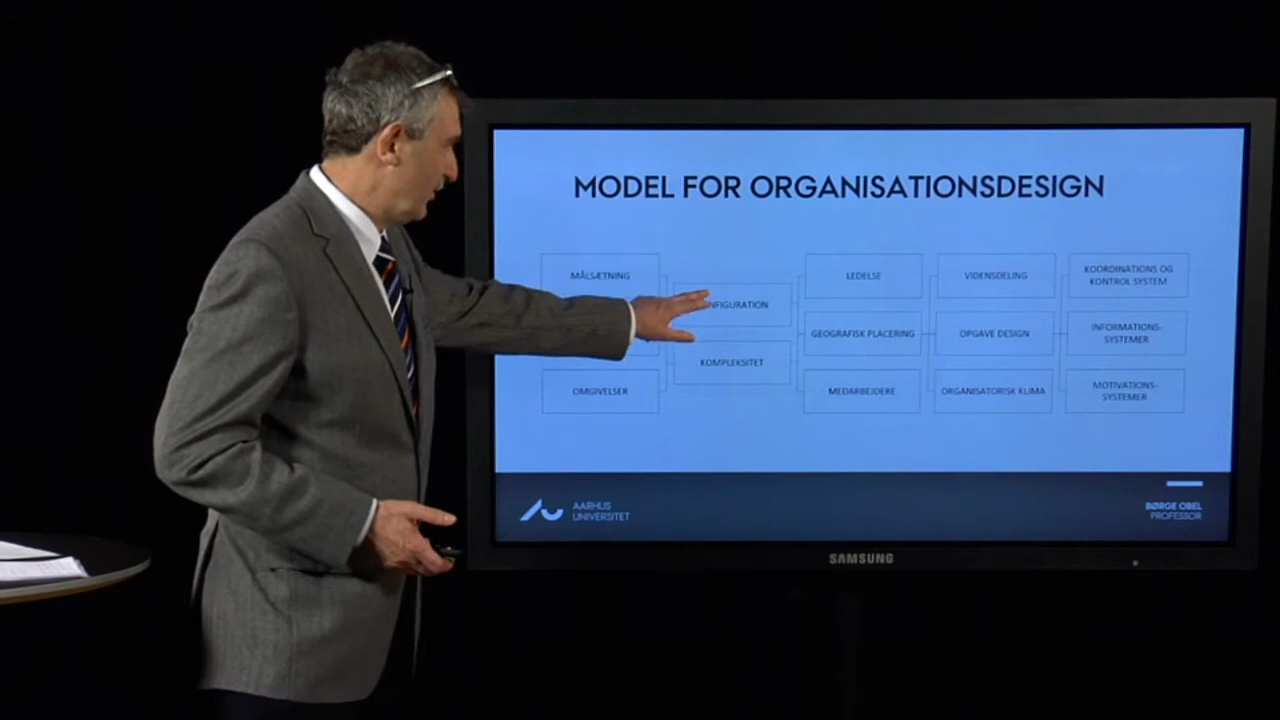 MODEL FOR ORGANISATIONSDESIGN
MÅLSÆTNING
OMGIVELSER
NFIGURATION
KOMPLEKSITET
LEDELSE
GEOGRAFISK PLACERING
MEDARBEJDERE
VIDENSDELING
OPGAVE DESIGN
ORGANISATORISK KLIMA
KOORDINATIONS OG
KONTROL SYSTEM
INFORMATIONS-
SYSTEMER
MOTIVATIONS-
SYSTEMER
AARHUS
UNIVERSITET
BØRGE OBEL
PROFESSOR
SAMSUNG